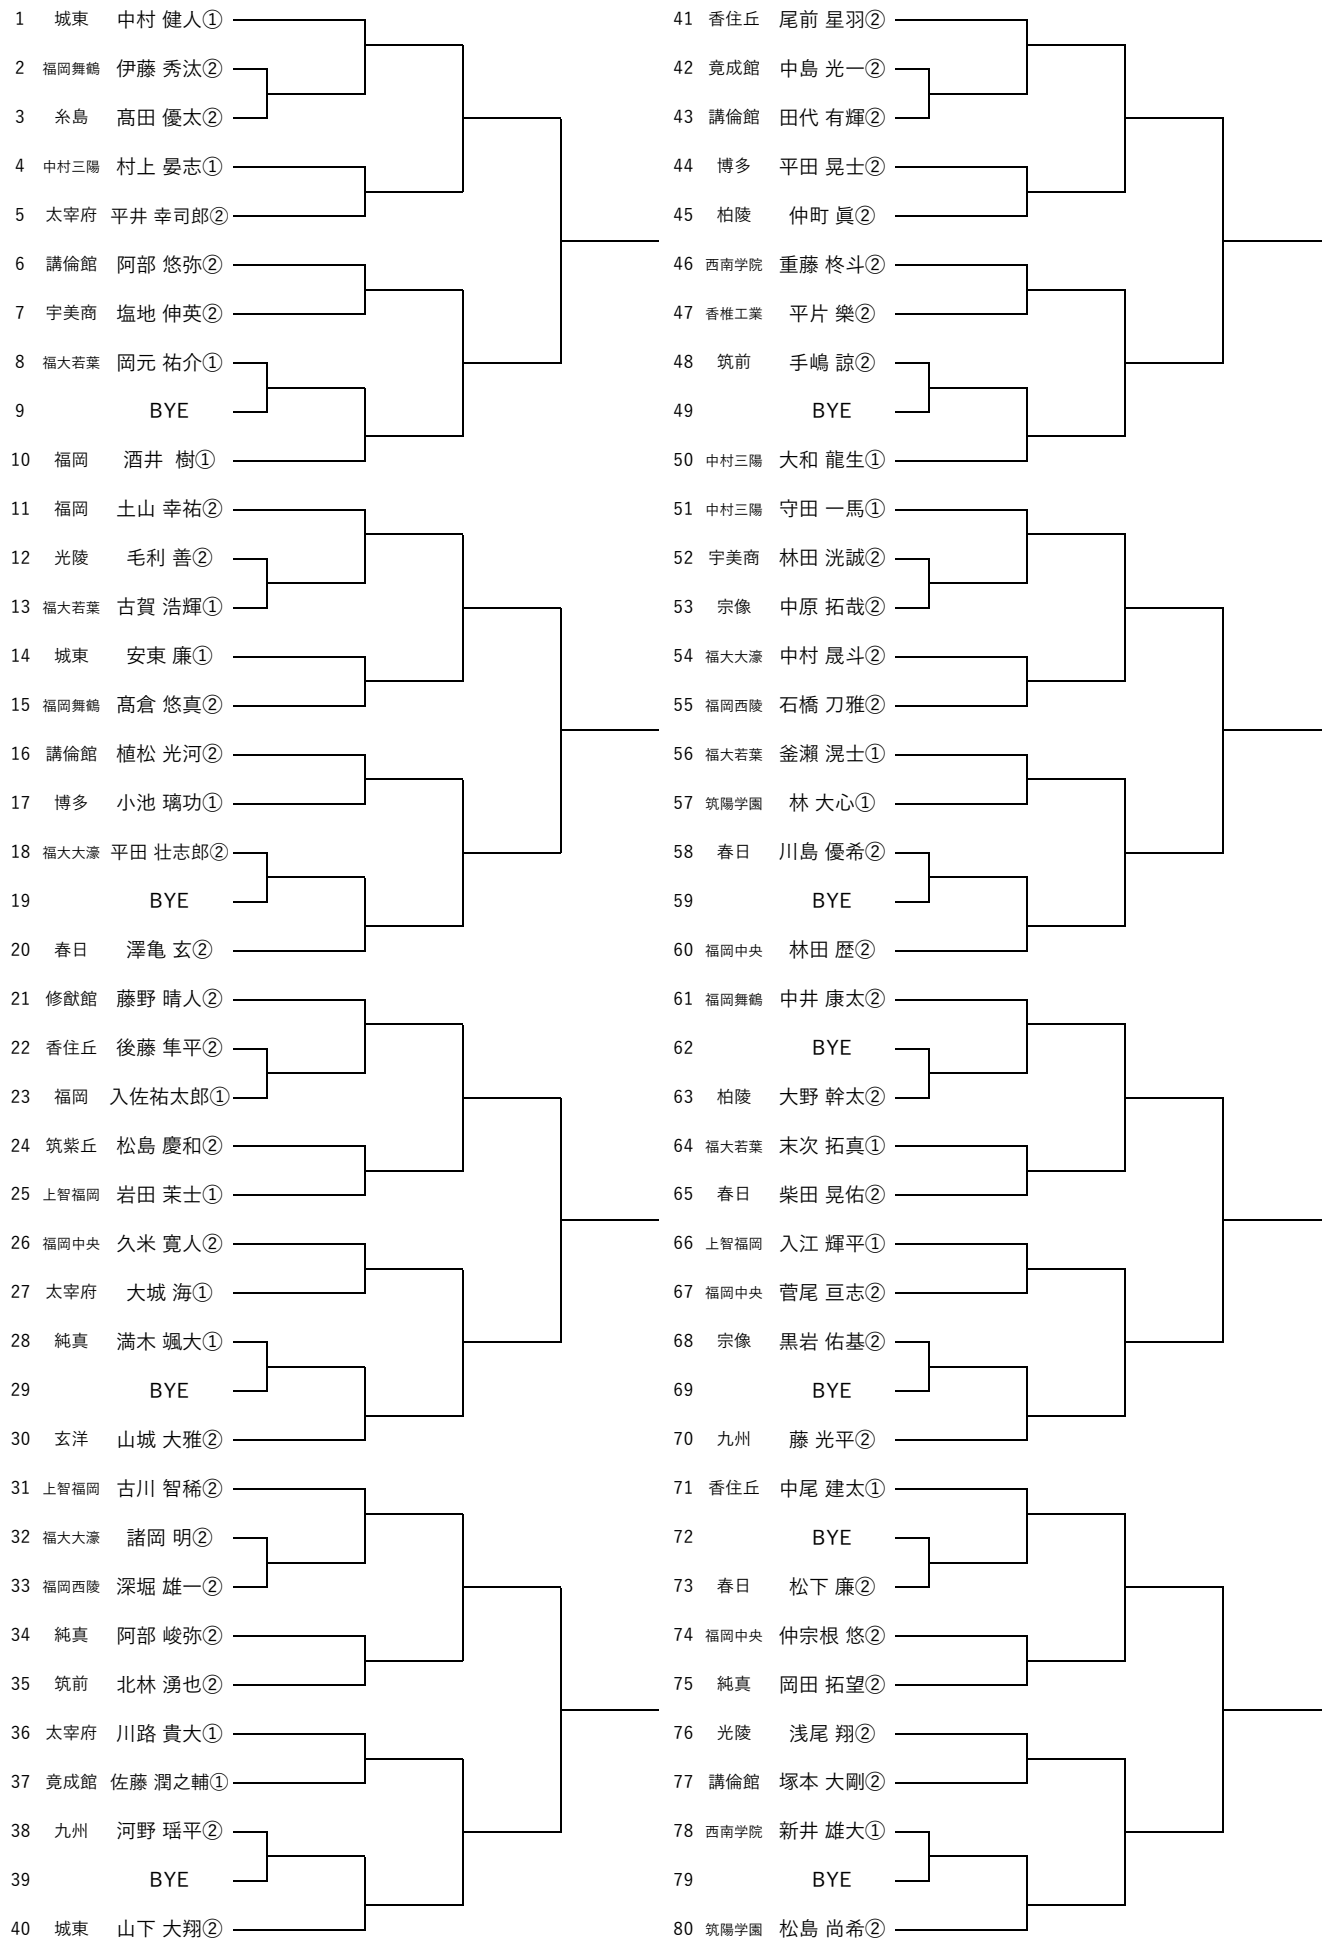 1 城東 中村 健人①
2 福岡舞鶴 伊藤 秀汰②
3 糸島 髙田 優太②
4 中村三陽 村上 晏志①
5 太宰府 平井 幸司郎②
6 講倫館 阿部 悠弥②
7 宇美商 塩地 伸英②
8 福大若葉 岡元 祐介①
9 BYE
10 福岡 酒井 樹①
11 福岡 土山 幸祐②
12 光陵 毛利 善②
13 福大若葉 古賀 浩輝①
14 城東 安東 廉①
15 福岡舞鶴 髙倉 悠真②
16 講倫館 植松 光河②
17 博多 小池 璃功①
18 福大大濠 平田 壮志郎②
19 BYE
20 春日 澤亀 玄②
21 修猷館 藤野 晴人②
22 香住丘 後藤 隼平②
23 福岡 入佐祐太郎①
24 筑紫丘 松島 慶和②
25 上智福岡 岩田 茉士①
26 福岡中央 久米 寛人②
27 太宰府 大城 海①
28 純真 満木 颯大①
29 BYE
30 玄洋 山城 大雅②
31 上智福岡 古川 智稀②
32 福大大濠 諸岡 明②
33 福岡西陵 深堀 雄一②
34 純真 阿部 峻弥②
35 筑前 北林 湧也②
36 太宰府 川路 貴大①
37 竟成館 佐藤 潤之輔①
38 九州 河野 瑶平②
39 BYE
40 城東 山下 大翔②
41 香住丘 尾前 星羽②
42 竟成館 中島 光一②
43 講倫館 田代 有輝②
44 博多 平田 晃士②
45 柏陵 仲町 眞②
46 西南学院 重藤 柊斗②
47 香椎工業 平片 樂②
48 筑前 手嶋 諒②
49 BYE
50 中村三陽 大和 龍生①
51 中村三陽 守田 一馬①
52 宇美商 林田 洸誠②
53 宗像 中原 拓哉②
54 福大大濠 中村 晟斗②
55 福岡西陵 石橋 刀雅②
56 福大若葉 釜瀨 滉士①
57 筑陽学園 林 大心①
58 春日 川島 優希②
59 BYE
60 福岡中央 林田 歴②
61 福岡舞鶴 中井 康太②
62 BYE
63 柏陵 大野 幹太②
64 福大若葉 末次 拓真①
65 春日 柴田 晃佑②
66 上智福岡 入江 輝平①
67 福岡中央 菅尾 亘志②
68 宗像 黒岩 佑基②
69 BYE
70 九州 藤 光平②
71 香住丘 中尾 建太①
72 BYE
73 春日 松下 廉②
74 福岡中央 仲宗根 悠②
75 純真 岡田 拓望②
76 光陵 浅尾 翔②
77 講倫館 塚本 大剛②
78 西南学院 新井 雄大①
79 BYE
80 筑陽学園 松島 尚希②